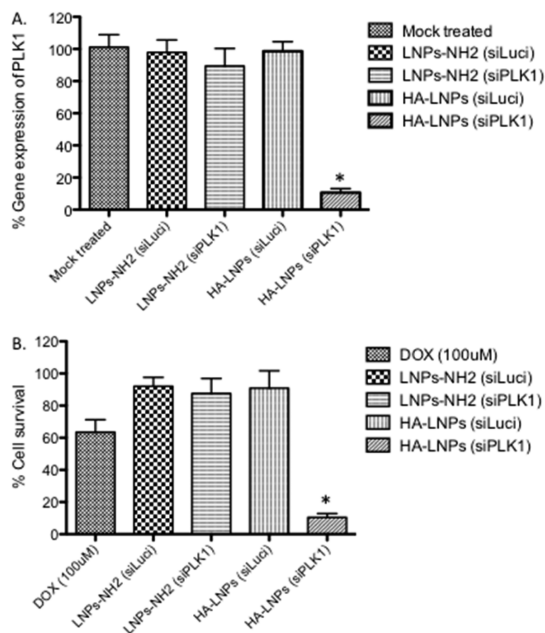 A.
% Gene expression of PLK1
120
100
80
60
40
20
0
*
Mock treated
LNPs-NH2 (siLuci)
LNPs-NH2 (siPLK1)
HA-LNPs (siLuci)
HA-LNPs (siPLK1)
Mock treated
LNPs-NH2 (siLuci)
LNPs-NH2 (siPLK1)
HA-LNPs (siLuci)
HA-LNPs (siPLK1)
B.
% Cell survival
120
100
80
60
40
20
0
*
DOX (100uM)
LNPs-NH2 (siLuci)
LNPs-NH2 (siPLK1)
HA-LNPs (siLuci)
HA-LNPs (siPLK1)
DOX (100uM)
LNPs-NH2 (siLuci)
LNPs-NH2 (siPLK1)
HA-LNPs (siLuci)
HA-LNPs (siPLK1)